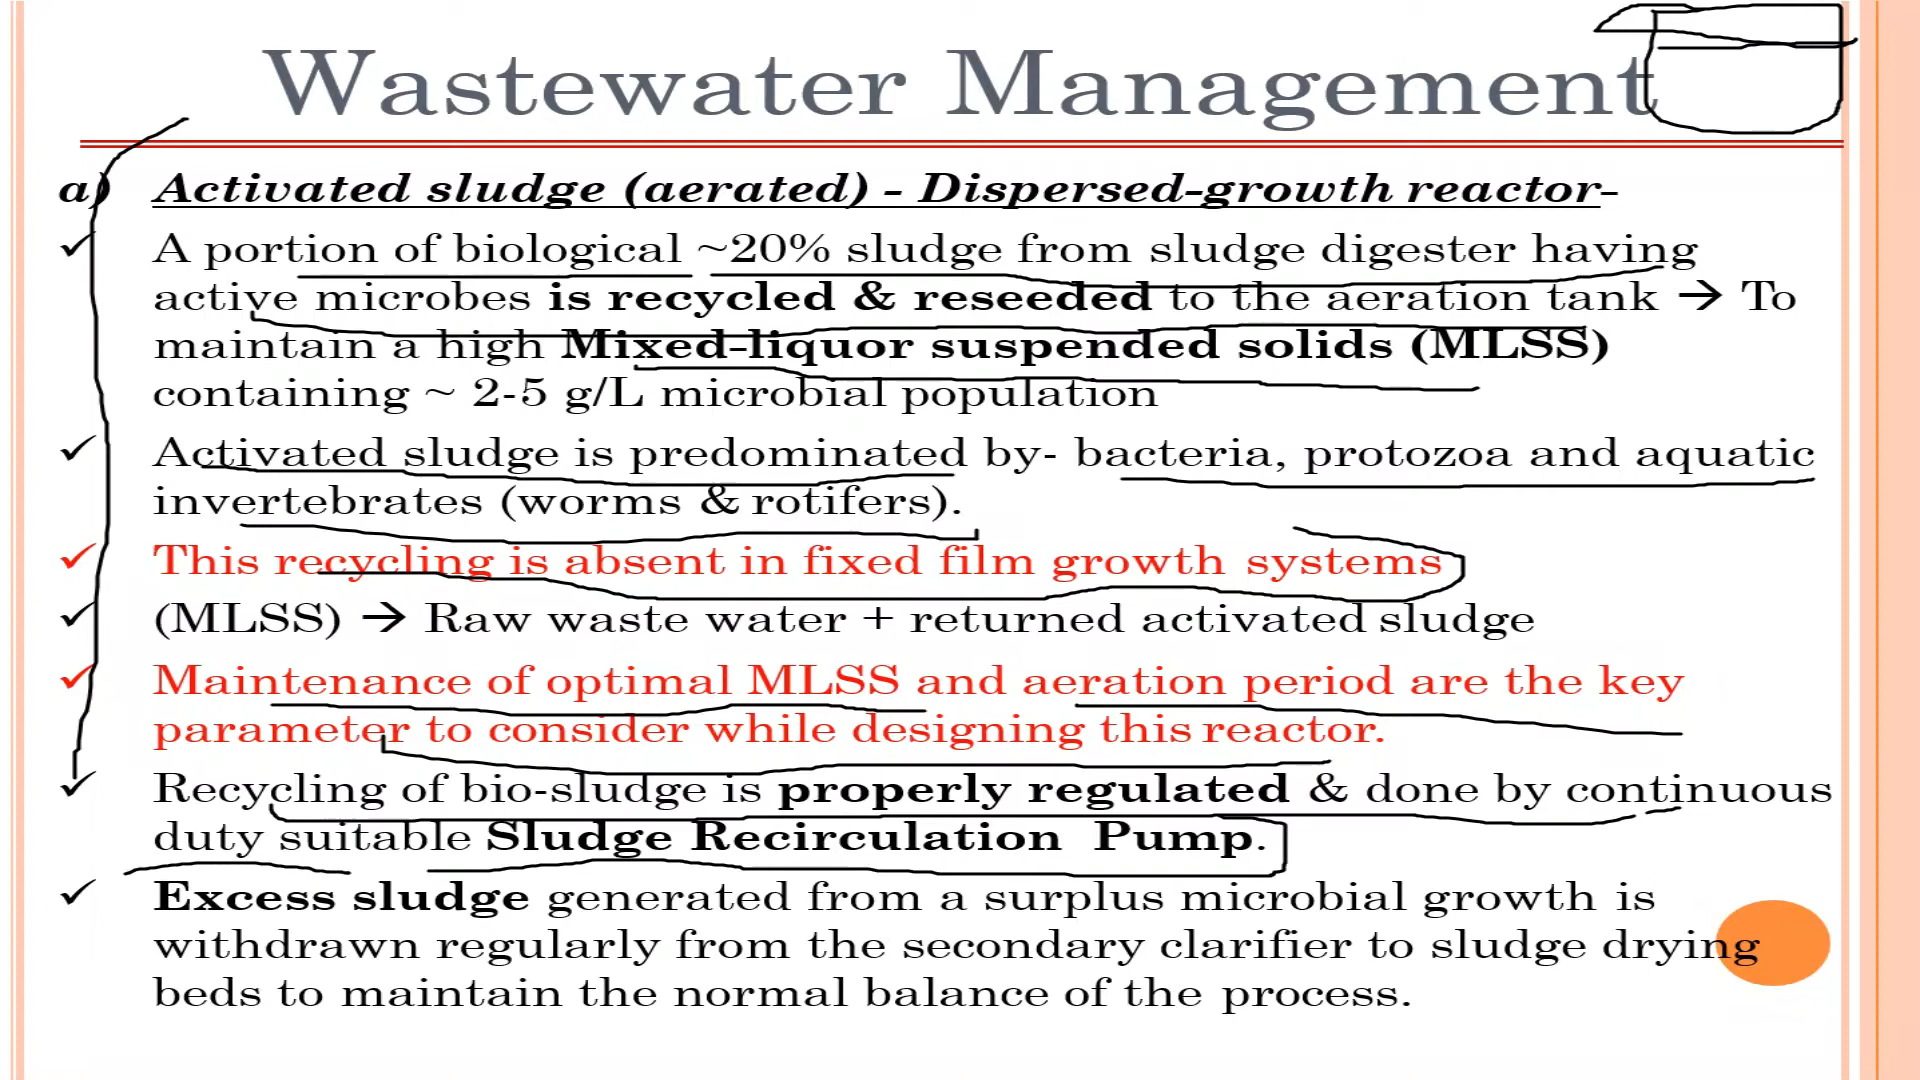 Wastewater Management
a) Activated sludge (aerated) - Dispersed-growth reactor-
✓ A portion of biological ~20% sludge from sludge digester having
active microbes is recycled & reseeded to the aeration tank → To
maintain a high Mixed-liquor suspended solids (MLSS)
containing ~ 2-5 g/L microbial population
✓ Activated sludge is predominated by- bacteria, protozoa and aquatic
invertebrates (worms & rotifers).
✓ This recycling is absent in fixed film growth systems
✓ (MLSS) → Raw waste water + returned activated sludge
✓ Maintenance of optimal MLSS and aeration period are the key
parameter to consider while designing this reactor.
✓ Recycling of bio-sludge is properly regulated & done by continuous
duty suitable Sludge Recirculation Pump.
✓ Excess sludge generated from a surplus microbial growth is
withdrawn regularly from the secondary clarifier to sludge drying
beds to maintain the normal balance of the process.